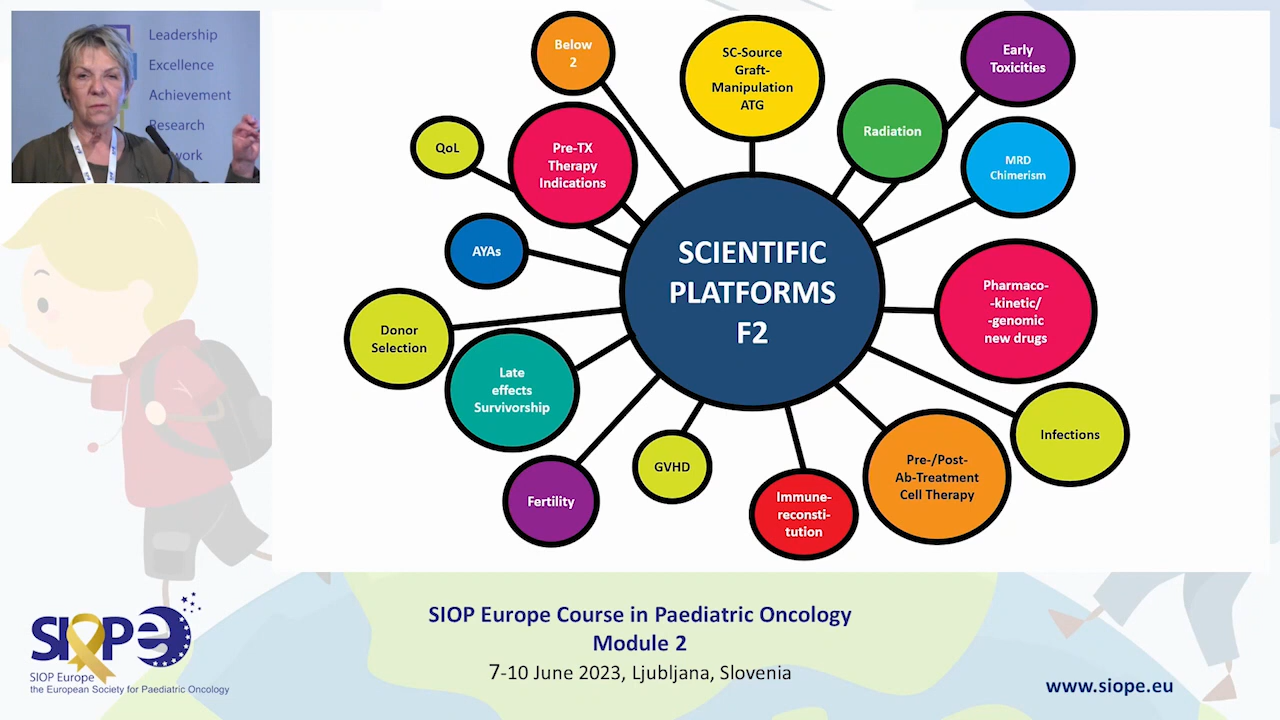 Leadership
Excellence
Achievement
Research
work
Below
2
SC-Source
Graft-
Manipulation
ATG
Early
Toxicities
Radiation
QoL
Pre-TX
Therapy
Indications
MRD
Chimerism
AYAs
SCIENTIFIC
PLATFORMS
F2
Pharmaco-
-kinetic/
-genomic
new drugs
Donor
Selection
Late
effects
Survivorship
Infections
GVHD
Pre-/Post-
Ab-Treatment
Cell Therapy
Fertility
Immune-
reconsti-
tution
SIOPe
SIOP Europe
the European Society for Paediatric Oncology
SIOP Europe Course in Paediatric Oncology
Module 2
7-10 June 2023, Ljubljana, Slovenia
www.siope.eu